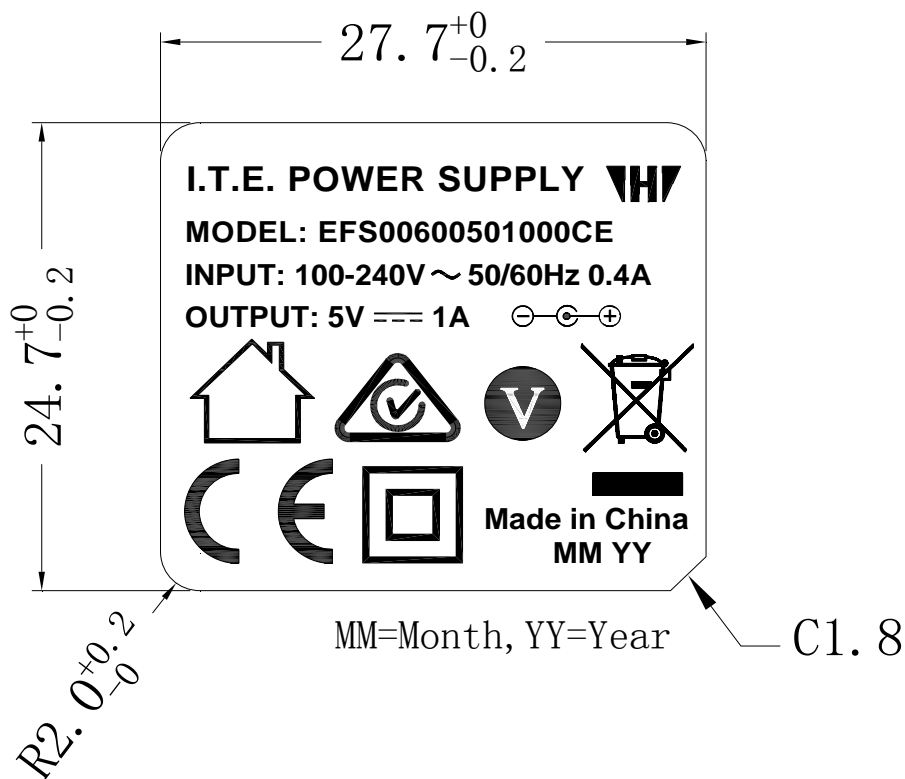 27.7+0-0.2
24.7+0-0.2
I.T.E. POWER SUPPLY
MODEL: EFS00600501000CE
INPUT: 100-240V ~ 50/60Hz 0.4A
OUTPUT: 5V ⎓ 1A
V
CE
Made in China
MM YY
MM=Month, YY=Year
C1.8
R2.0+0.2-0